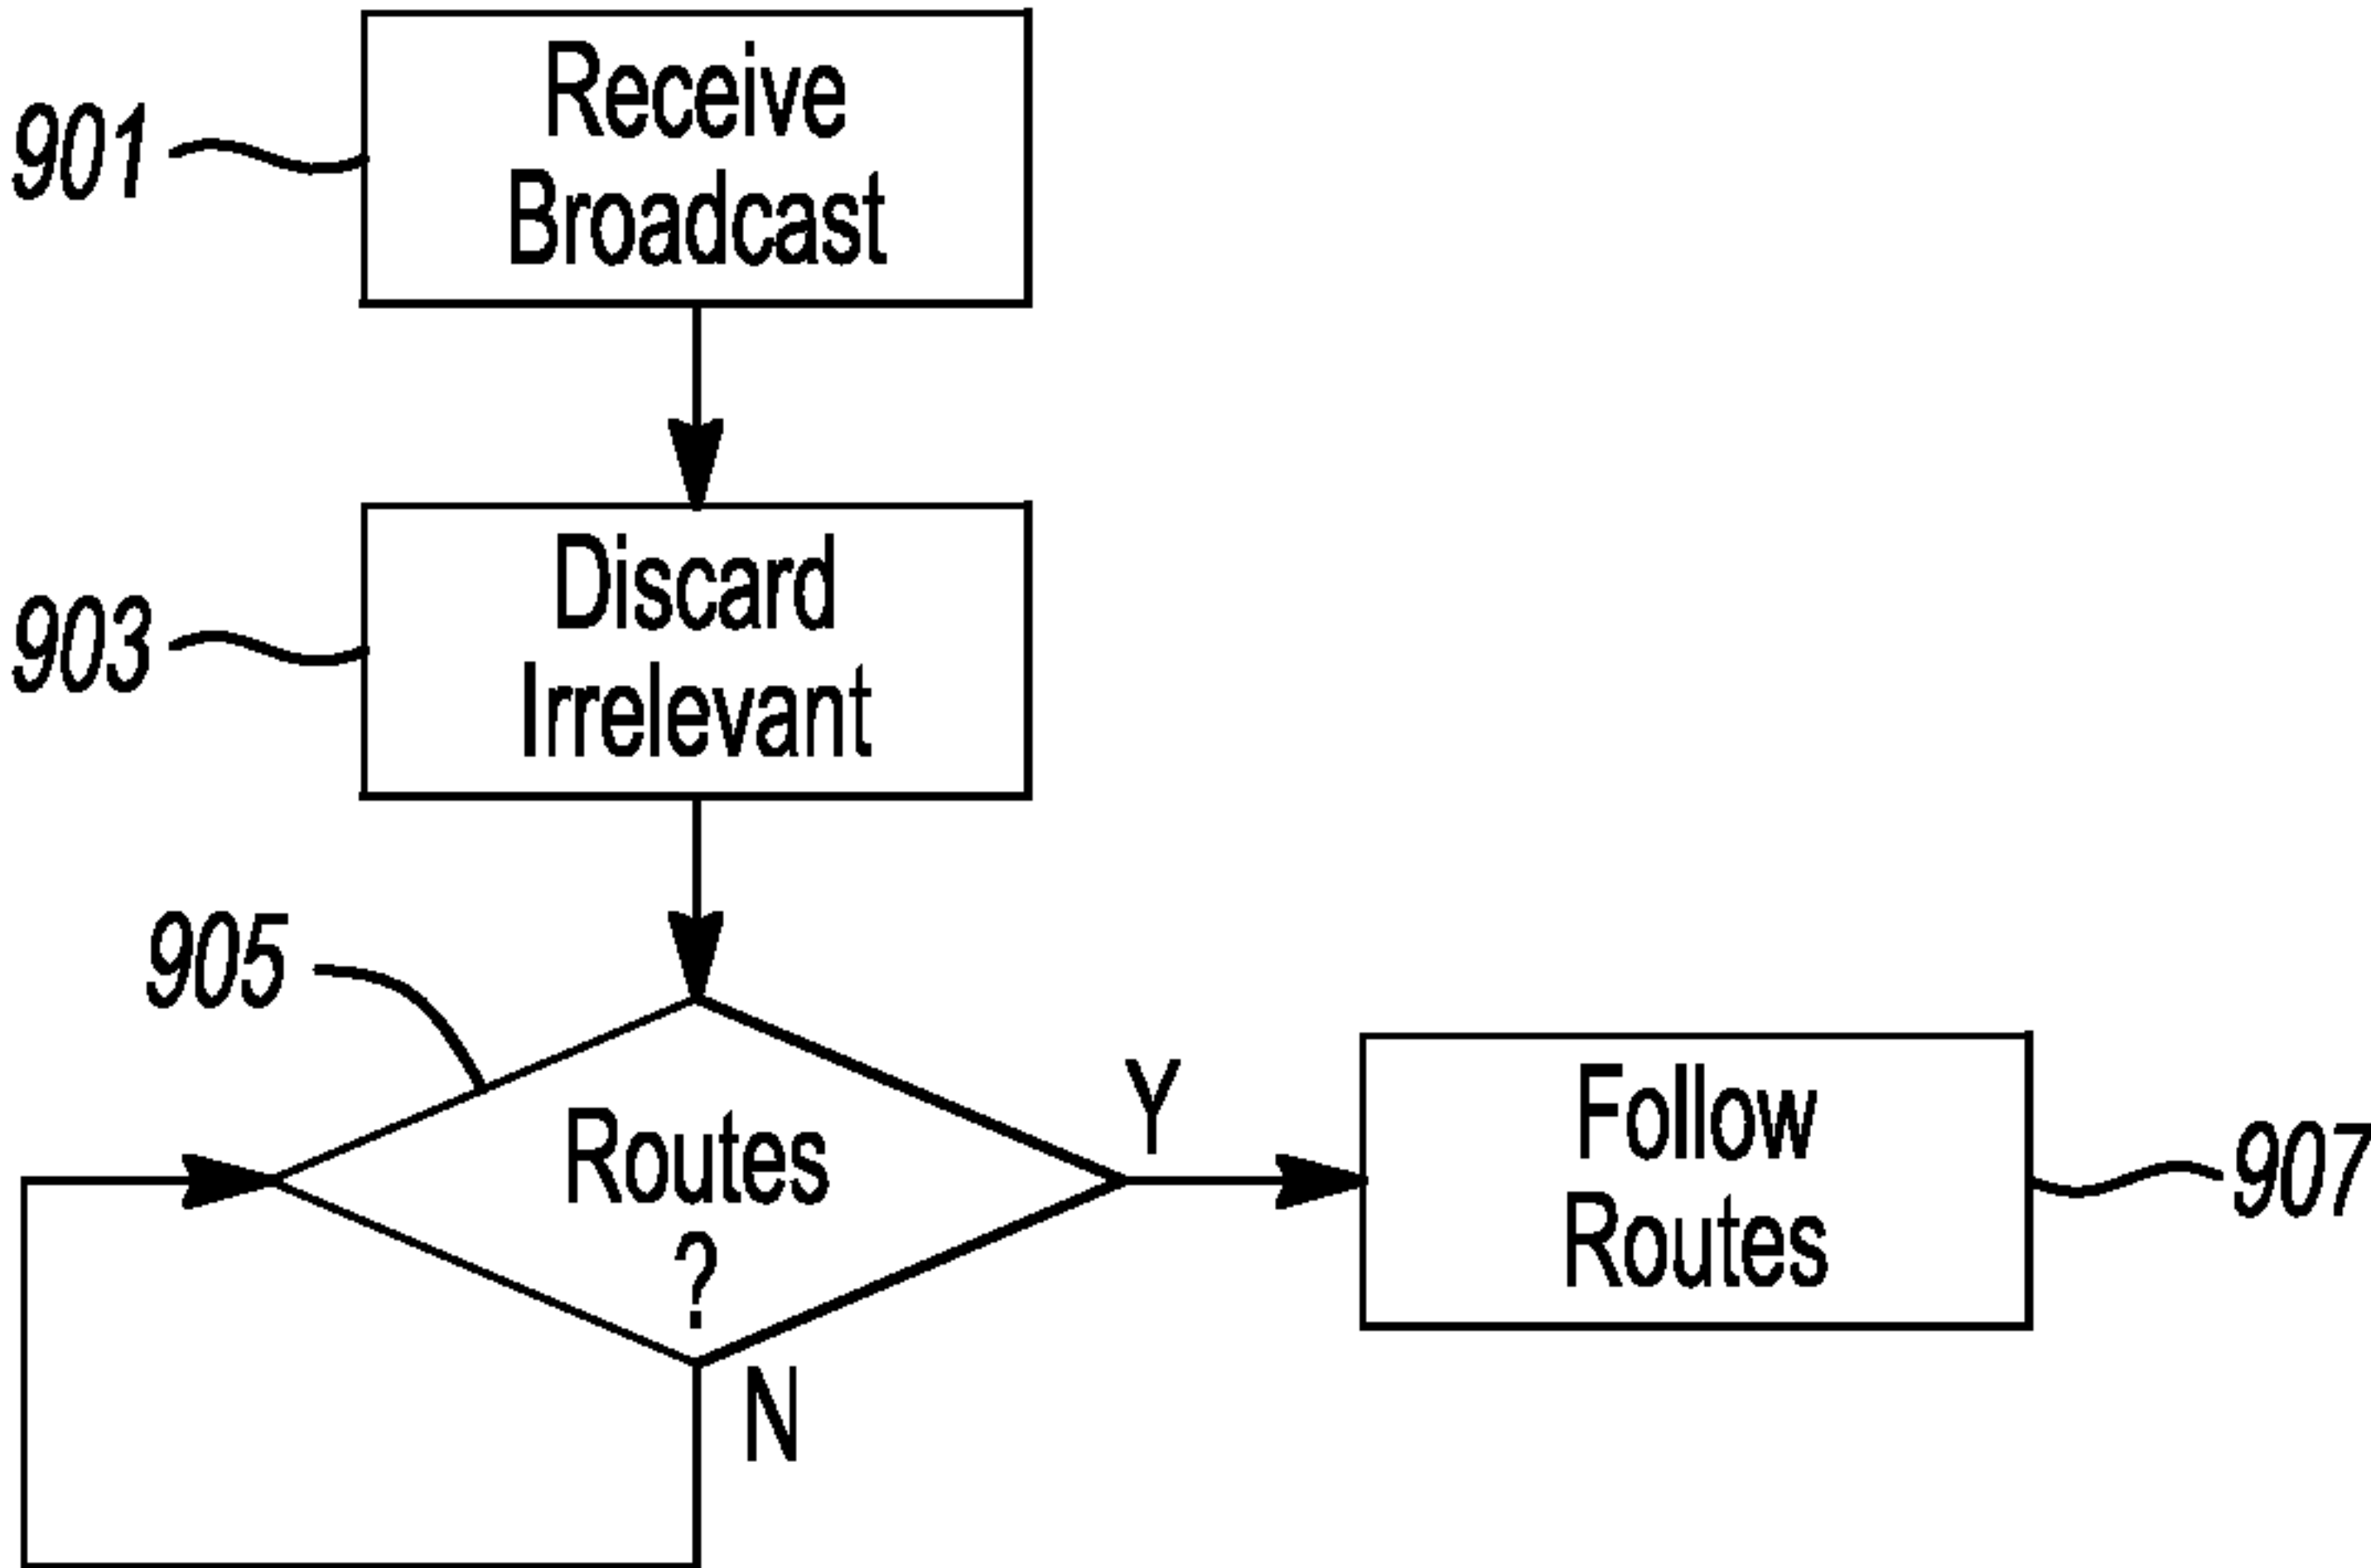 901
Receive
Broadcast
903
Discard
Irrelevant
905
Routes
?
Y
N
Follow
Routes
907